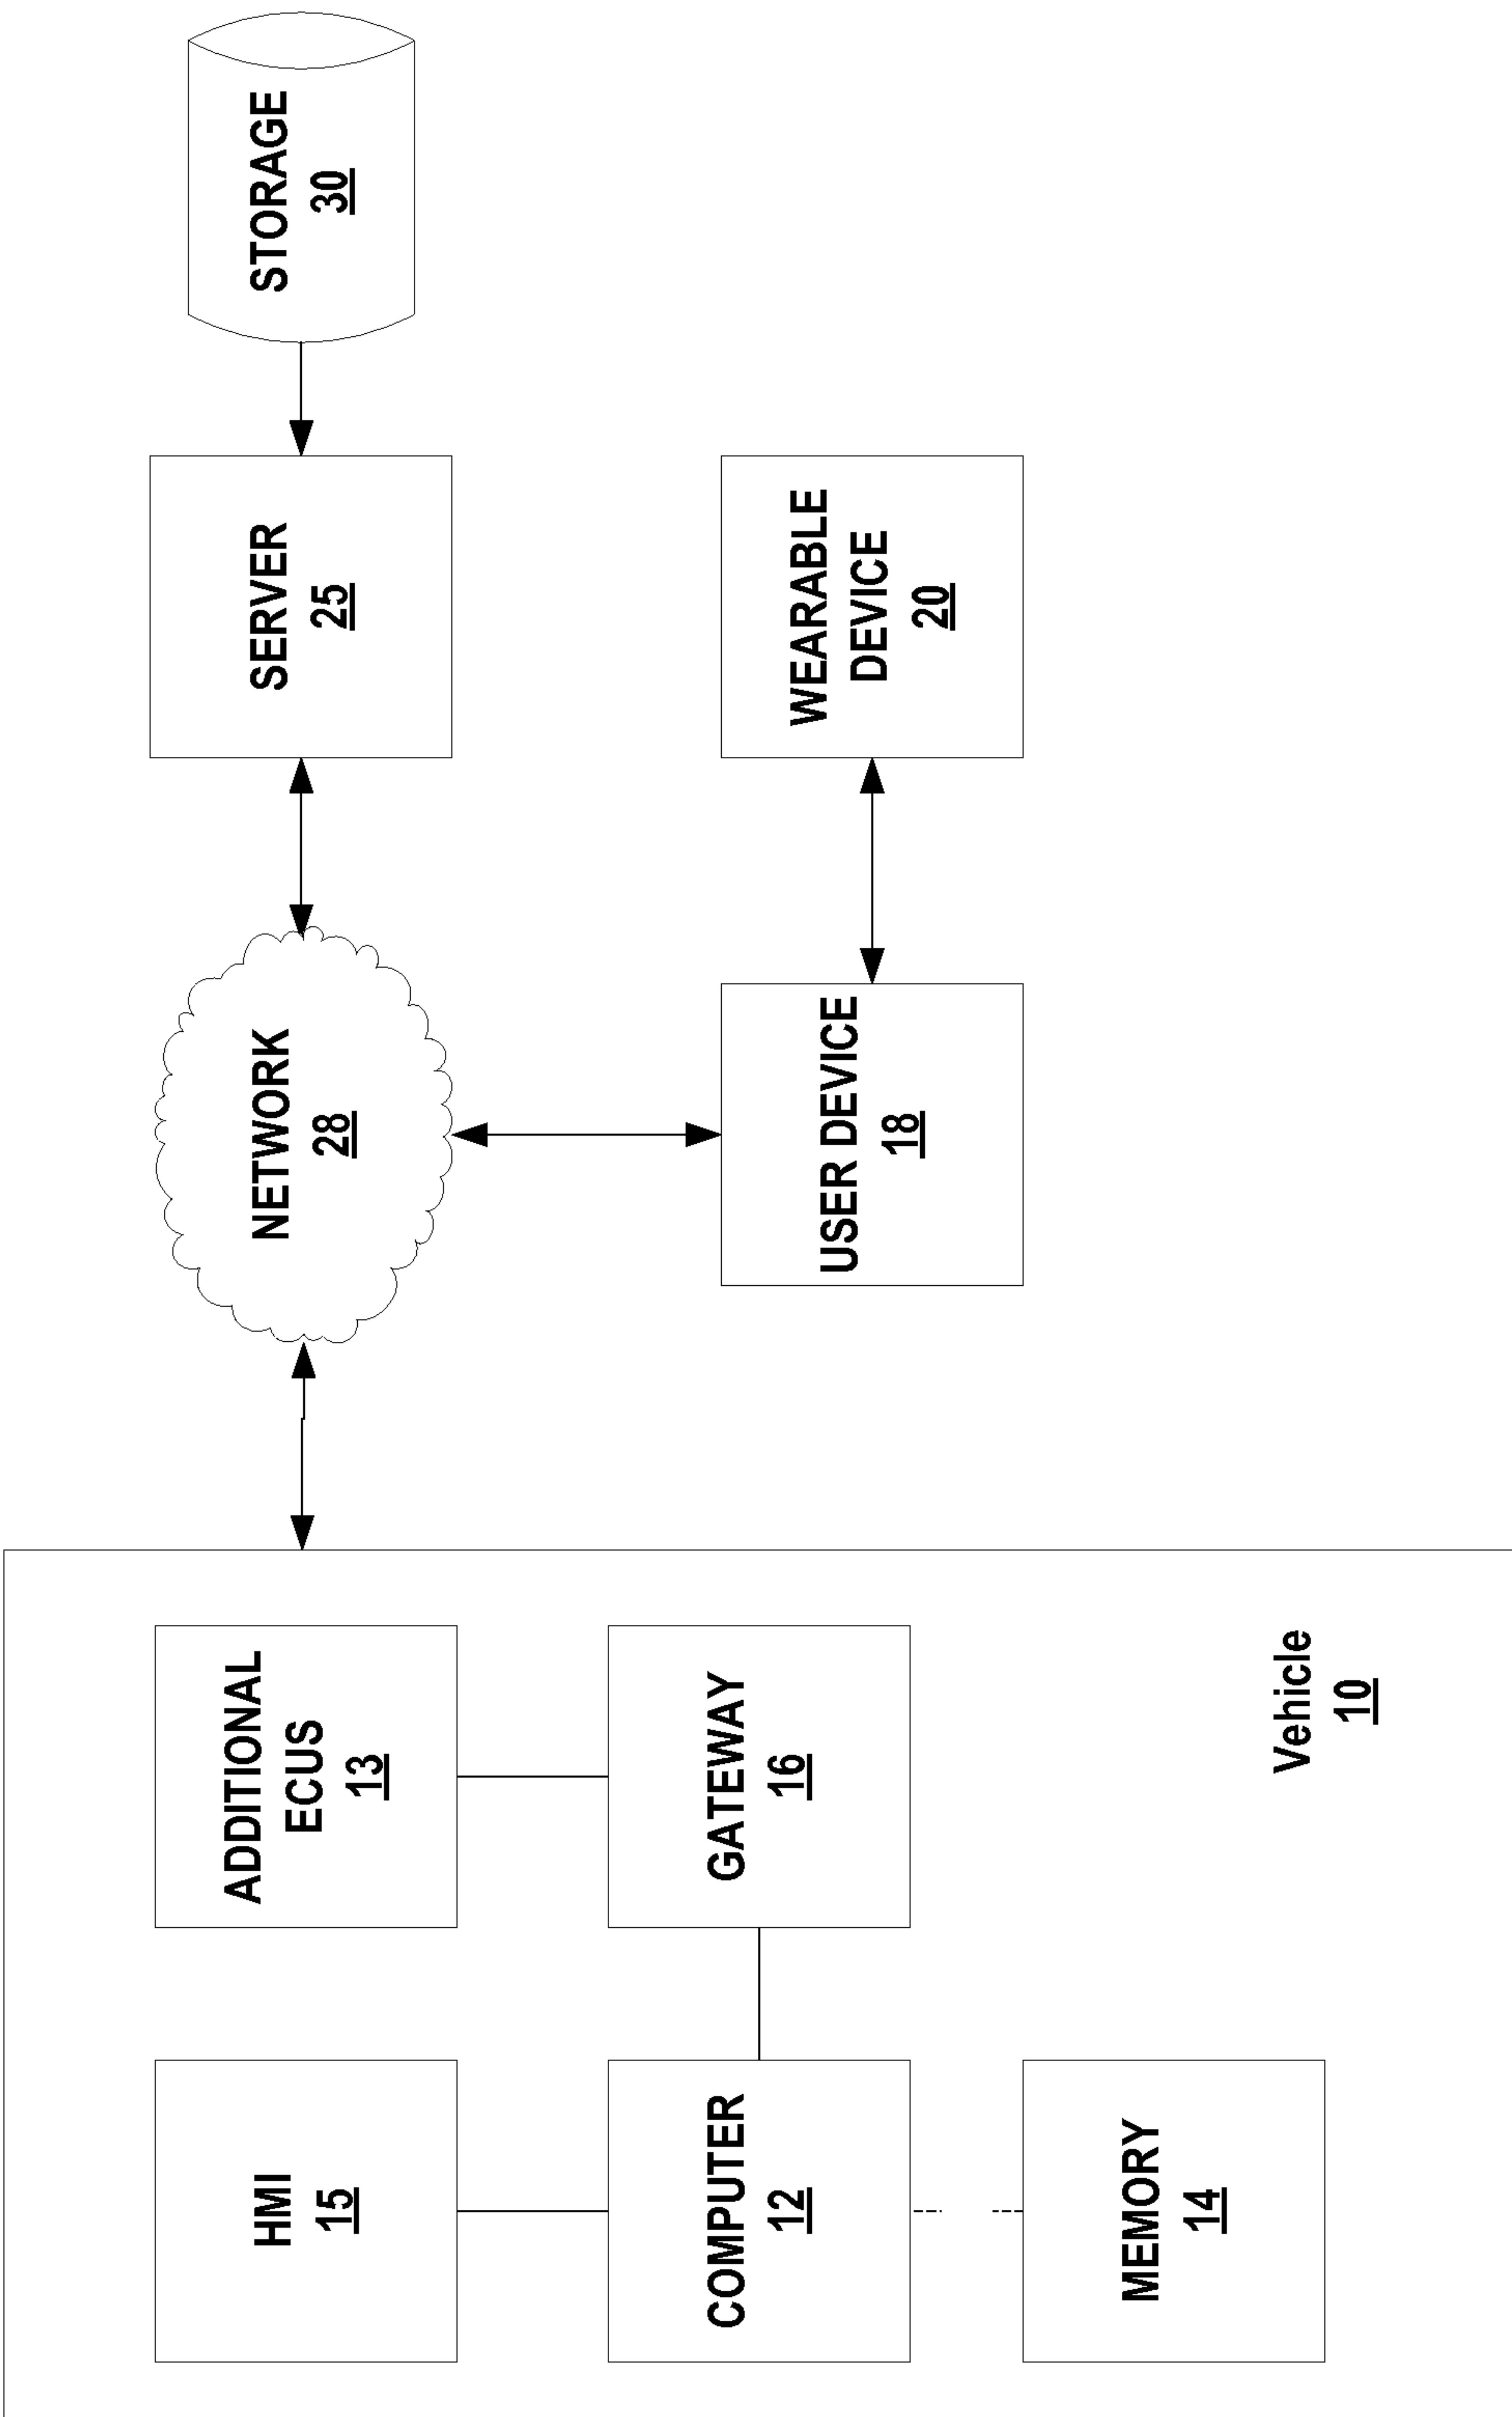 HMI
15
ADDITIONAL
ECUS
13
NETWORK
28
SERVER
25
STORAGE
30
COMPUTER
12
GATEWAY
16
USER DEVICE
18
WEARABLE
DEVICE
20
MEMORY
14
Vehicle
10